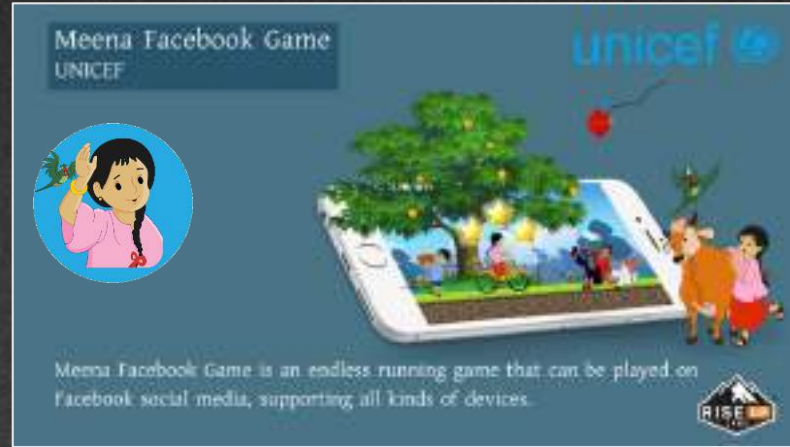 Meena Facebook Game
UNICEF
unicef
Meena Facebook Game is an endless running game that can be played on
Facebook social media, supporting all kinds of devices.
RISE UP